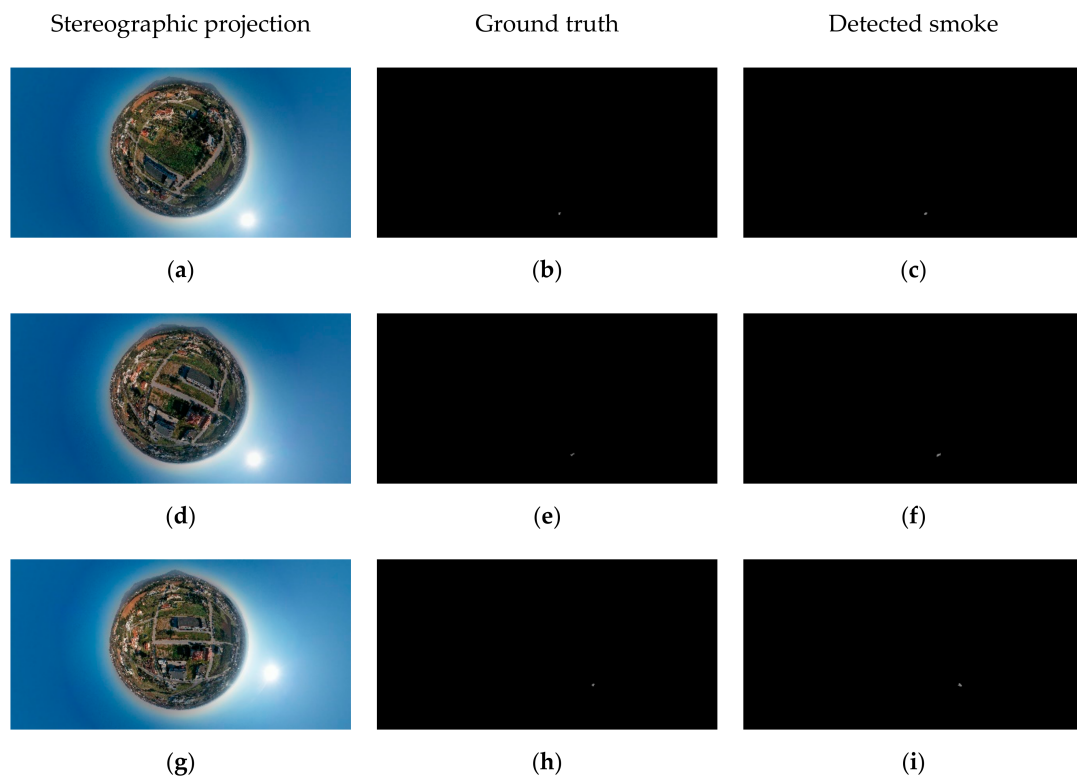 Stereographic projection Ground truth Detected smoke
(a) (b) (c)
(d) (e) (f)
(g) (h) (i)